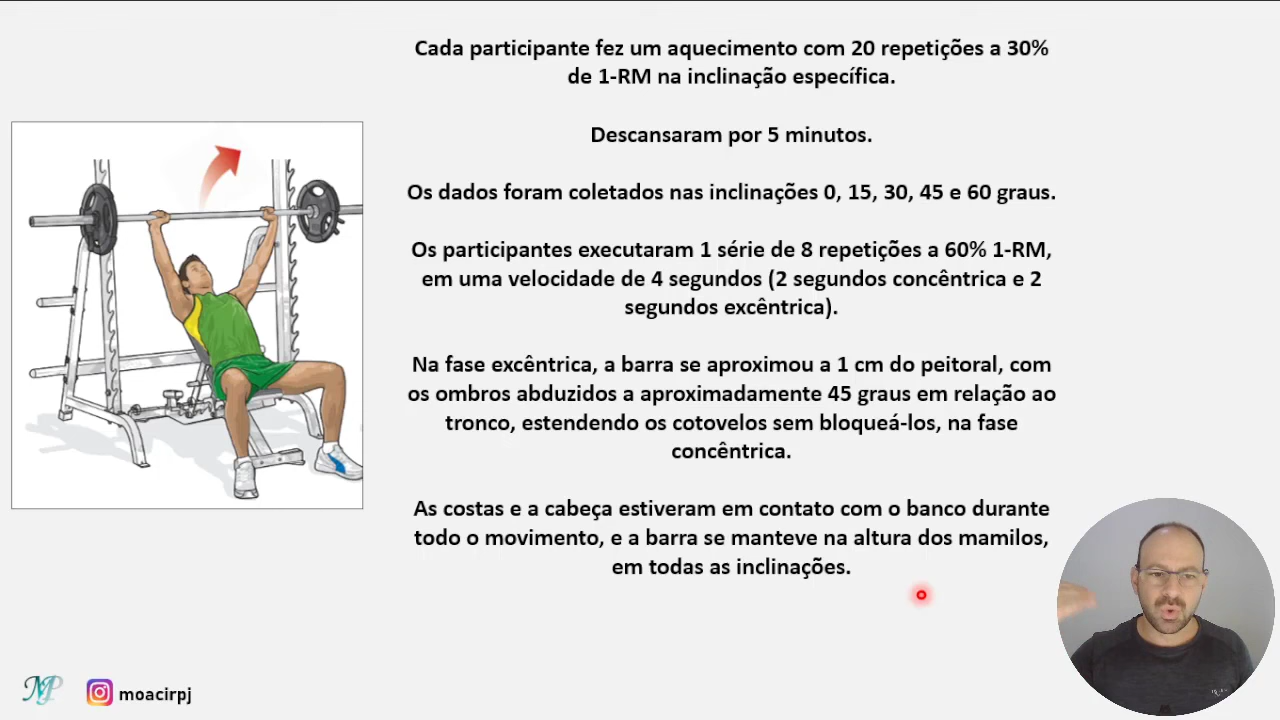 Cada participante fez um aquecimento com 20 repetições a 30%
de 1-RM na inclinação específica.
Descansaram por 5 minutos.
Os dados foram coletados nas inclinações 0, 15, 30, 45 e 60 graus.
Os participantes executaram 1 série de 8 repetições a 60% 1-RM,
em uma velocidade de 4 segundos (2 segundos concêntrica e 2
segundos excêntrica).
Na fase excêntrica, a barra se aproximou a 1 cm do peitoral, com
os ombros abduzidos a aproximadamente 45 graus em relação ao
tronco, estendendo os cotovelos sem bloqueá-los, na fase
concêntrica.
As costas e a cabeça estiveram em contato com o banco durante
todo o movimento, e a barra se manteve na altura dos mamilos,
em todas as inclinações.
MP
moacirpj